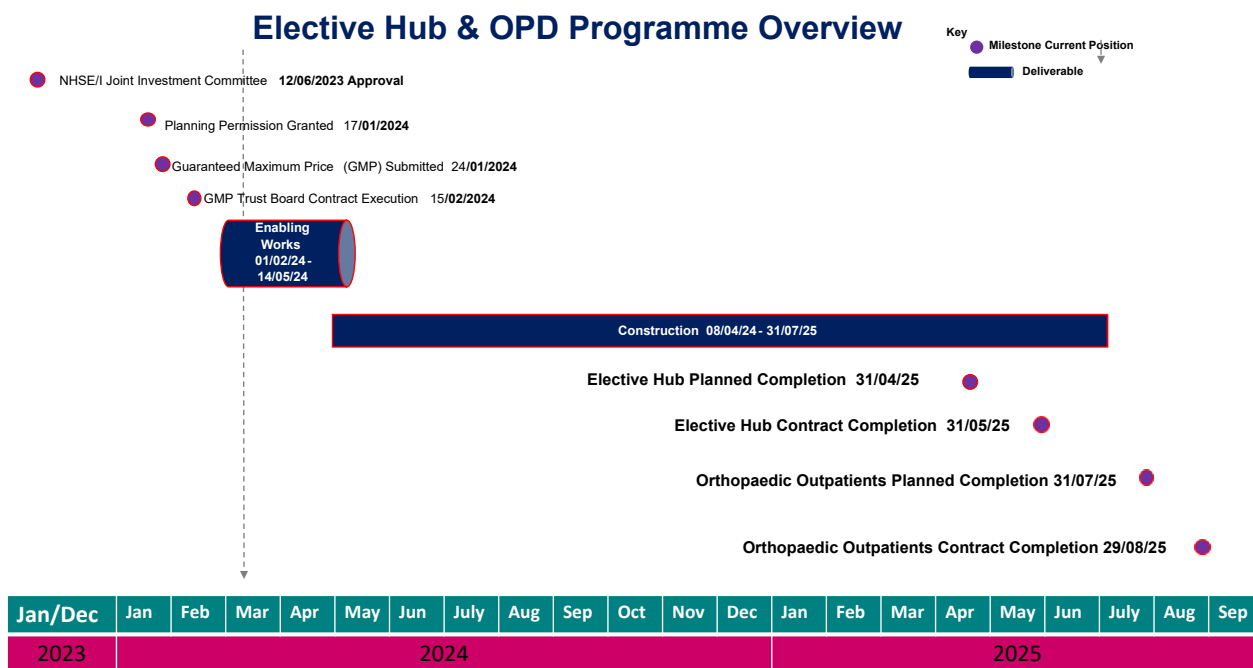 Elective Hub & OPD Programme Overview
Key
Milestone Current Position
Deliverable
NHSE/I Joint Investment Committee 12/06/2023 Approval
Planning Permission Granted 17/01/2024
Guaranteed Maximum Price (GMP) Submitted 24/01/2024
GMP Trust Board Contract Execution 15/02/2024
Enabling
Works
01/02/24 -
14/05/24
Construction 08/04/24 - 31/07/25
Elective Hub Planned Completion 31/04/25
Elective Hub Contract Completion 31/05/25
Orthopaedic Outpatients Planned Completion 31/07/25
Orthopaedic Outpatients Contract Completion 29/08/25
Jan/Dec Jan Feb Mar Apr May Jun July Aug Sep Oct Nov Dec Jan Feb Mar Apr May Jun July Aug Sep
2023 2024 2025